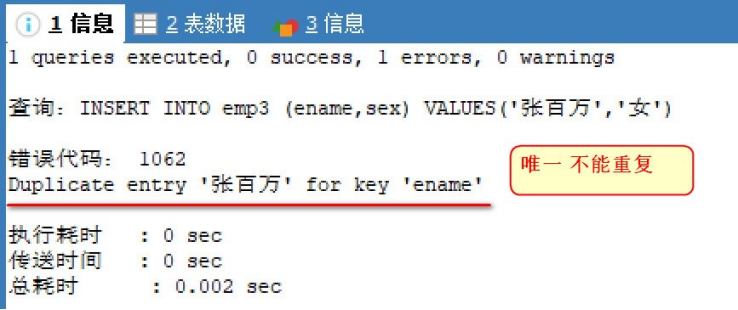 1 信息 2 表数据 3 信息
1 queries executed, 0 success, 1 errors, 0 warnings
查询: INSERT INTO emp3 (ename,sex) VALUES('张百万','女')
错误代码： 1062
Duplicate entry '张百万' for key 'ename'
唯一 不能重复
执行耗时 : 0 sec
传送时间 : 0 sec
总耗时 : 0.002 sec